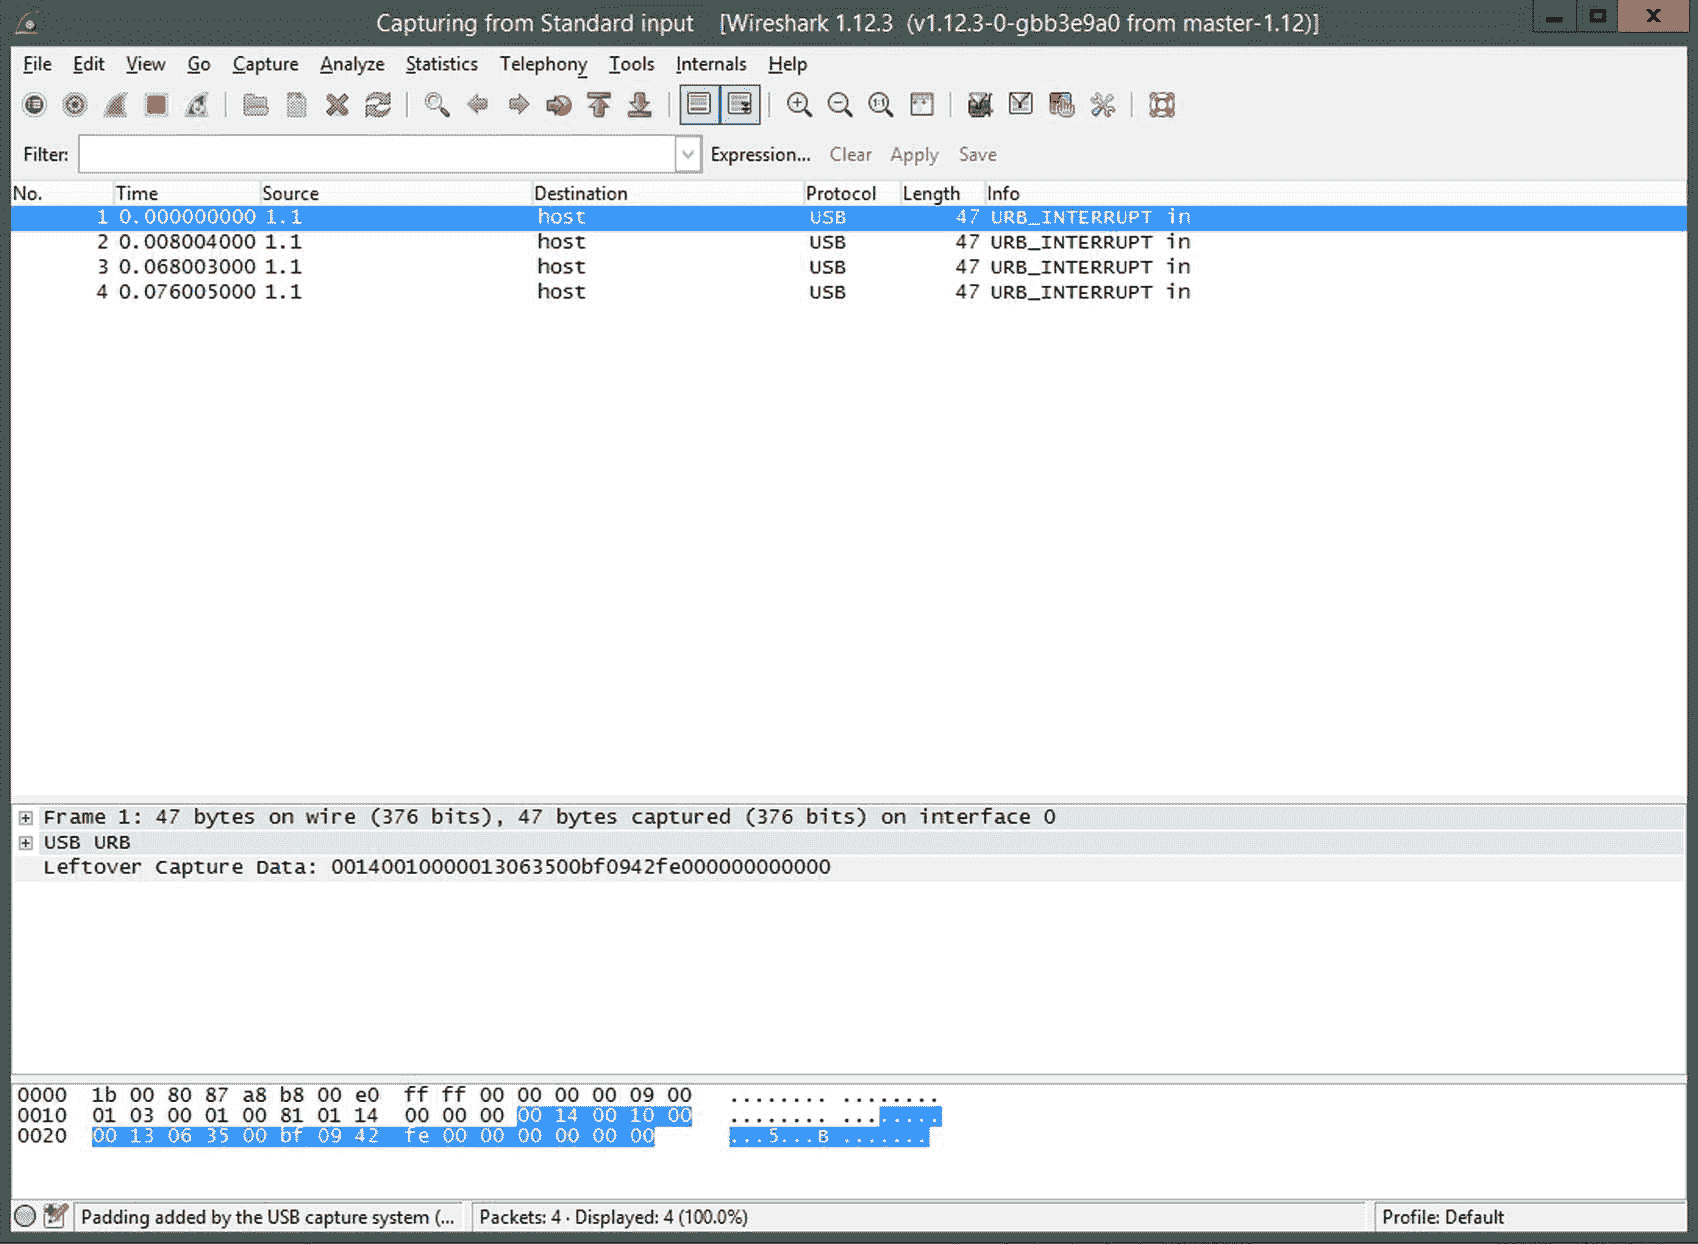 Capturing from Standard input [Wireshark 1.12.3 (v1.12.3-0-gbb3e9a0 from master-1.12)]
File Edit View Go Capture Analyze Statistics Telephony Tools Internals Help
Filter: Expression... Clear Apply Save
No. Time Source Destination Protocol Length Info
1 0.000000000 1.1 host USB 47 URB_INTERRUPT in
2 0.008004000 1.1 host USB 47 URB_INTERRUPT in
3 0.068003000 1.1 host USB 47 URB_INTERRUPT in
4 0.076005000 1.1 host USB 47 URB_INTERRUPT in
Frame 1: 47 bytes on wire (376 bits), 47 bytes captured (376 bits) on interface 0
USB URB
Leftover Capture Data: 00140010000013063500bf0942fe000000000000
0000 1b 00 80 87 a8 b8 00 e0 ff ff 00 00 00 00 09 00 ........ ........
0010 01 03 00 01 00 81 01 14 00 00 00 00 14 00 10 00 ........ ........
0020 00 13 06 35 00 bf 09 42 fe 00 00 00 00 00 00 ...5...B .......
Padding added by the USB capture system (... Packets: 4 · Displayed: 4 (100.0%) Profile: Default